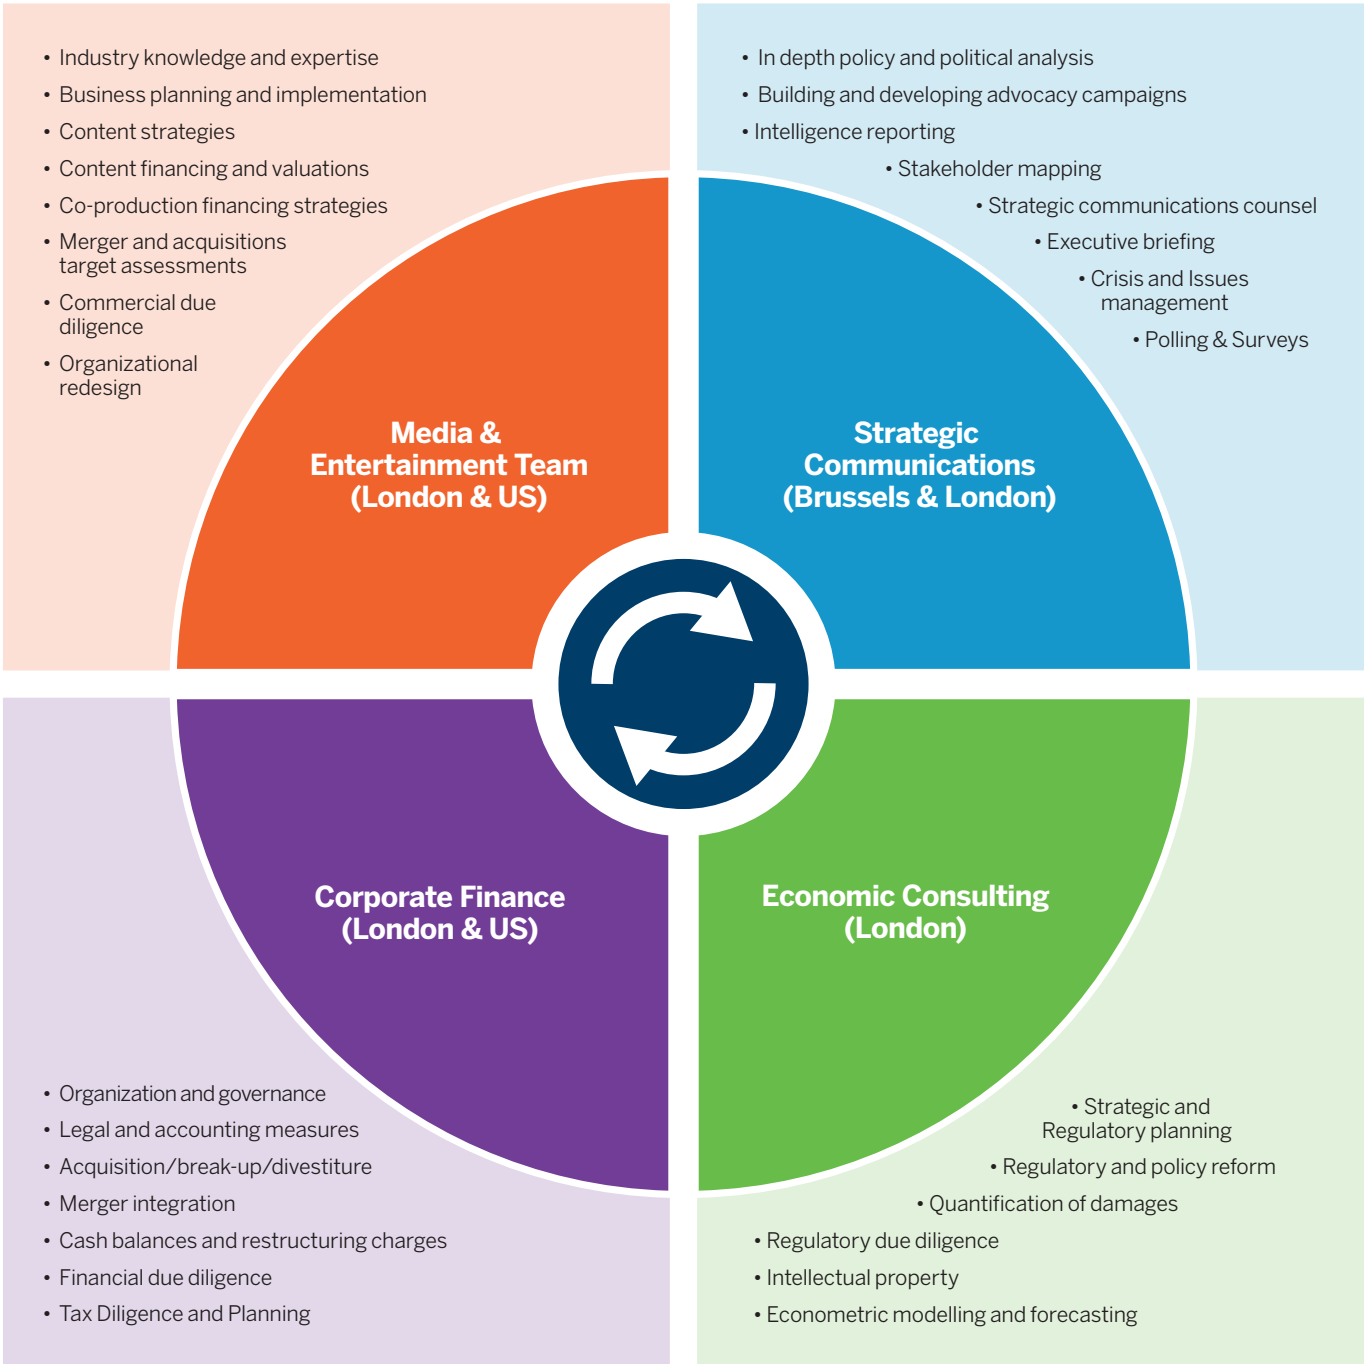 • Industry knowledge and expertise
• Business planning and implementation
• Content strategies
• Content financing and valuations
• Co-production financing strategies
• Merger and acquisitions
target assessments
• Commercial due
diligence
• Organizational
redesign
Media &
Entertainment Team
(London & US)
• In depth policy and political analysis
• Building and developing advocacy campaigns
• Intelligence reporting
• Stakeholder mapping
• Strategic communications counsel
• Executive briefing
• Crisis and Issues
management
• Polling & Surveys
Strategic
Communications
(Brussels & London)
Corporate Finance
(London & US)
• Organization and governance
• Legal and accounting measures
• Acquisition/break-up/divestiture
• Merger integration
• Cash balances and restructuring charges
• Financial due diligence
• Tax Diligence and Planning
Economic Consulting
(London)
• Strategic and
Regulatory planning
• Regulatory and policy reform
• Quantification of damages
• Regulatory due diligence
• Intellectual property
• Econometric modelling and forecasting